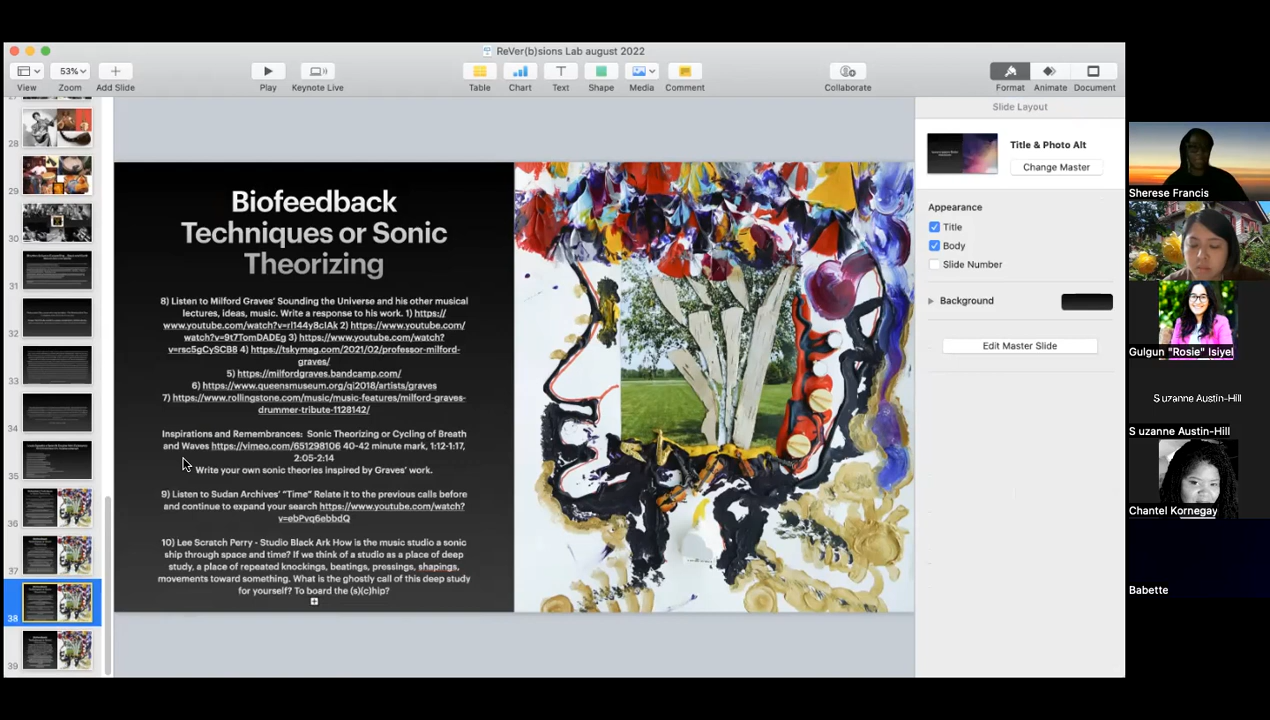 ReVer(b)sions Lab august 2022
53%
View
Zoom
Add Slide
Play
Keynote Live
Table
Chart
Text
Shape
Media
Comment
Collaborate
Format
Animate
Document
28
29
30
31
32
33
34
35
36
37
38
39
Biofeedback
Techniques or Sonic
Theorizing
8) Listen to Milford Graves' Sounding the Universe and his other musical
lectures, ideas, music. Write a response to his work. 1) https://
www.youtube.com/watch?v=rl144y8clAk 2) https://www.youtube.com/
watch?v=9t7TomDADEg 3) https://www.youtube.com/watch?
v=rsc5gCySCB8 4) https://tskymag.com/2021/02/professor-milford-
graves/
5) https://milfordgraves.bandcamp.com/
6) https://www.queensmuseum.org/qi2018/artists/graves
7) https://www.rollingstone.com/music/music-features/milford-graves-
drummer-tribute-1128142/
Inspirations and Remembrances: Sonic Theorizing or Cycling of Breath
and Waves https://vimeo.com/651298106 40-42 minute mark, 1:12-1:17,
2:05-2:14
Write your own sonic theories inspired by Graves' work.
9) Listen to Sudan Archives' "Time" Relate it to the previous calls before
and continue to expand your search https://www.youtube.com/watch?
v=ebPvq6ebbdQ
10) Lee Scratch Perry - Studio Black Ark How is the music studio a sonic
ship through space and time? If we think of a studio as a place of deep
study, a place of repeated knockings, beatings, pressings, shapings,
movements toward something. What is the ghostly call of this deep study
for yourself? To board the (s)(c)hip?
Slide Layout
Title & Photo Alt
Change Master
Appearance
Title
Body
Slide Number
Background
Edit Master Slide
Sherese Francis
Gulgun "Rosie" Isiyel
Suzanne Austin-Hill
Suzanne Austin-Hill
Chantel Kornegay
Babette